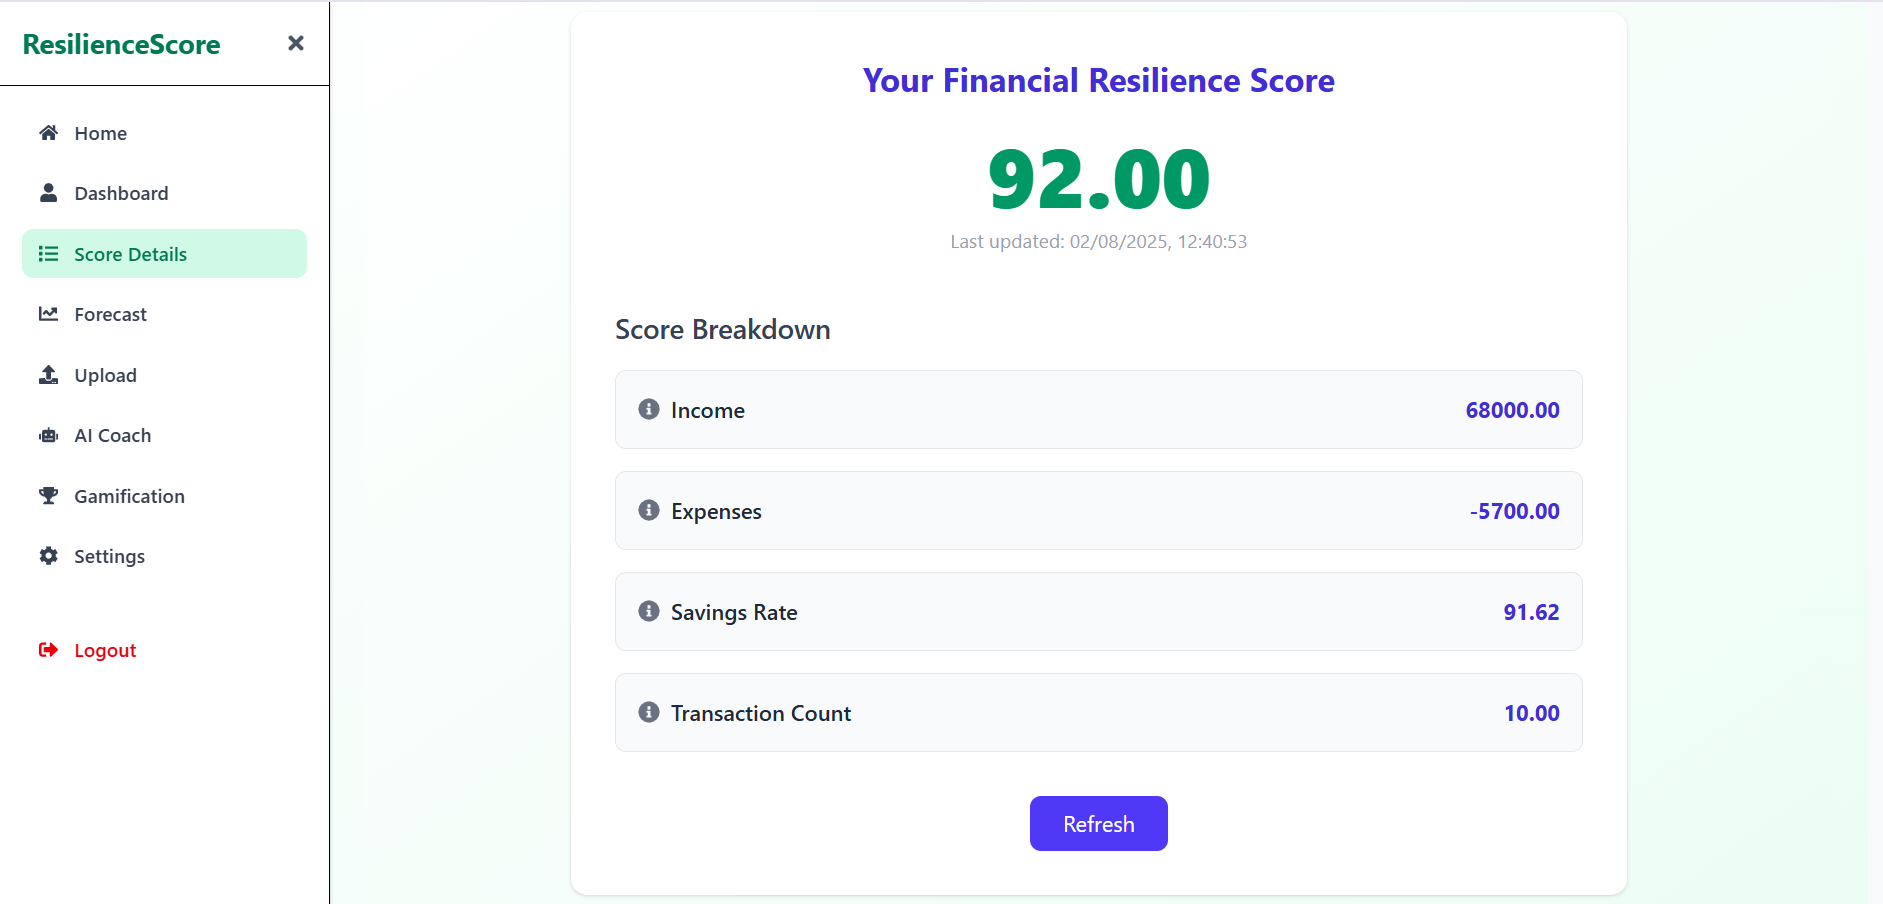 ResilienceScore
Home
Dashboard
Score Details
Forecast
Upload
AI Coach
Gamification
Settings
Logout
Your Financial Resilience Score
92.00
Last updated: 02/08/2025, 12:40:53
Score Breakdown
Income 68000.00
Expenses -5700.00
Savings Rate 91.62
Transaction Count 10.00
Refresh